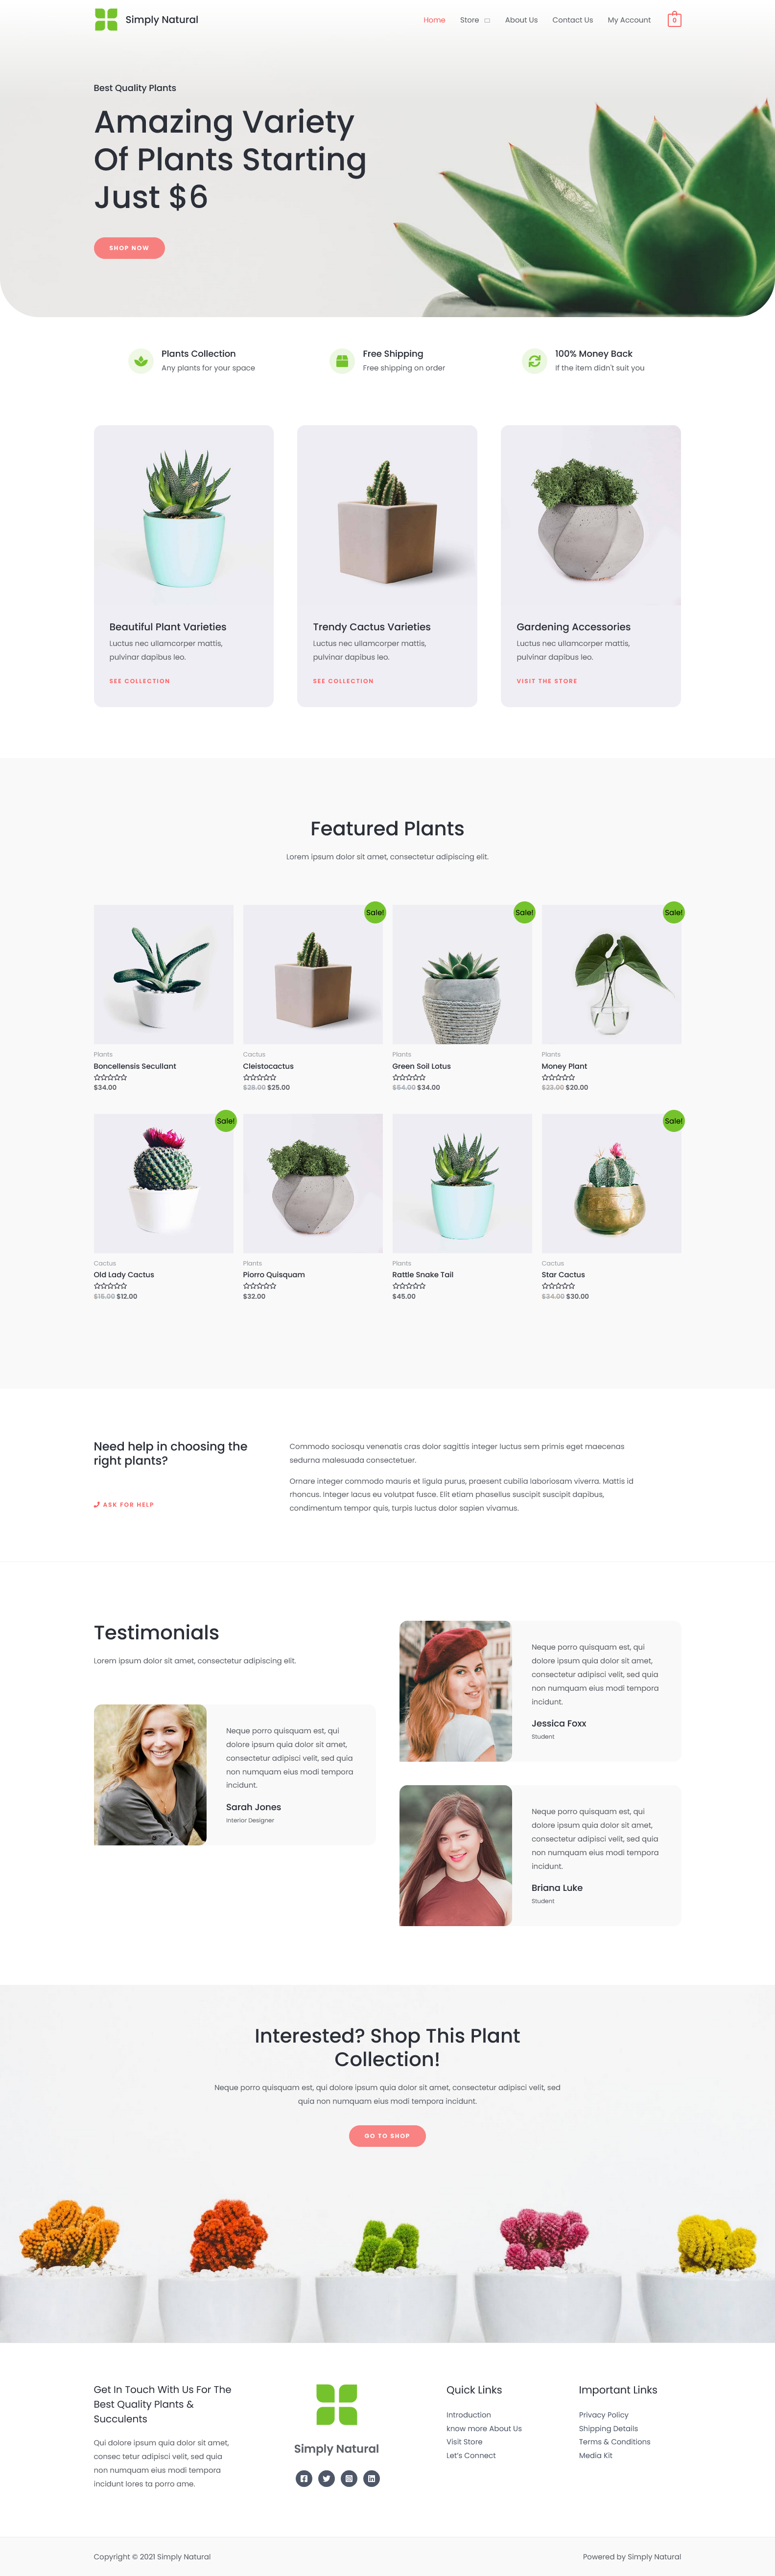 Simply Natural
Home
Store
About Us
Contact Us
My Account
0
Best Quality Plants
Amazing Variety
Of Plants Starting
Just $6
SHOP NOW
Plants Collection
Any plants for your space
Free Shipping
Free shipping on order
100% Money Back
If the item didn't suit you
Beautiful Plant Varieties
Luctus nec ullamcorper mattis,
pulvinar dapibus leo.
SEE COLLECTION
Trendy Cactus Varieties
Luctus nec ullamcorper mattis,
pulvinar dapibus leo.
SEE COLLECTION
Gardening Accessories
Luctus nec ullamcorper mattis,
pulvinar dapibus leo.
VISIT THE STORE
Featured Plants
Lorem ipsum dolor sit amet, consectetur adipiscing elit.
Plants
Boncellensis Secullant
$34.00
Sale!
Cactus
Cleistocactus
$28.00 $25.00
Sale!
Plants
Green Soil Lotus
$64.00 $34.00
Sale!
Plants
Money Plant
$23.00 $20.00
Sale!
Cactus
Old Lady Cactus
$16.00 $12.00
Plants
Piorro Quisquam
$32.00
Plants
Rattle Snake Tail
$45.00
Sale!
Cactus
Star Cactus
$34.00 $30.00
Need help in choosing the
right plants?
ASK FOR HELP
Commodo sociosqu venenatis cras dolor sagittis integer luctus sem primis eget maecenas
sedurna malesuada consectetuer.
Ornare integer commodo mauris et ligula purus, praesent cubilia laboriosam viverra. Mattis id
rhoncus. Integer lacus eu volutpat fusce. Elit etiam phasellus suscipit suscipit dapibus,
condimentum tempor quis, turpis luctus dolor sapien vivamus.
Testimonials
Lorem ipsum dolor sit amet, consectetur adipiscing elit.
Neque porro quisquam est, qui
dolore ipsum quia dolor sit amet,
consectetur adipisci velit, sed quia
non numquam eius modi tempora
incidunt.
Sarah Jones
Interior Designer
Neque porro quisquam est, qui
dolore ipsum quia dolor sit amet,
consectetur adipisci velit, sed quia
non numquam eius modi tempora
incidunt.
Jessica Foxx
Student
Neque porro quisquam est, qui
dolore ipsum quia dolor sit amet,
consectetur adipisci velit, sed quia
non numquam eius modi tempora
incidunt.
Briana Luke
Student
Interested? Shop This Plant
Collection!
Neque porro quisquam est, qui dolore ipsum quia dolor sit amet, consectetur adipisci velit, sed
quia non numquam eius modi tempora incidunt.
GO TO SHOP
Get In Touch With Us For The
Best Quality Plants &
Succulents
Qui dolore ipsum quia dolor sit amet,
consec tetur adipisci velit, sed quia
non numquam eius modi tempora
incidunt lores ta porro ame.
Simply Natural
Quick Links
Introduction
know more About Us
Visit Store
Let's Connect
Important Links
Privacy Policy
Shipping Details
Terms & Conditions
Media Kit
Copyright © 2021 Simply Natural
Powered by Simply Natural